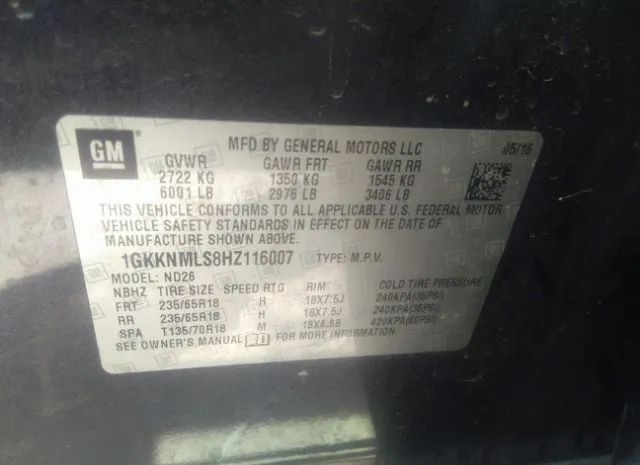 GM
MFD BY GENERAL MOTORS LLC 05/16
GVWR GAWR FRT GAWR RR
2722 KG 1350 KG 1545 KG
6001 LB 2976 LB 3406 LB
THIS VEHICLE CONFORMS TO ALL APPLICABLE U.S. FEDERAL MOTOR
VEHICLE SAFETY STANDARDS IN EFFECT ON THE DATE OF
MANUFACTURE SHOWN ABOVE.
1GKKNMLS8HZ116007 TYPE: M.P.V.
MODEL: ND26
NBHZ TIRE SIZE SPEED RTG RIM COLD TIRE PRESSURE
FRT 235/65R18 H 18X7.5J 240KPA(35PSI)
RR 235/65R18 H 18X7.5J 240KPA(35PSI)
SPA T135/70R18 M 18X4.5B 420KPA(60PSI)
SEE OWNER'S MANUAL FOR MORE INFORMATION